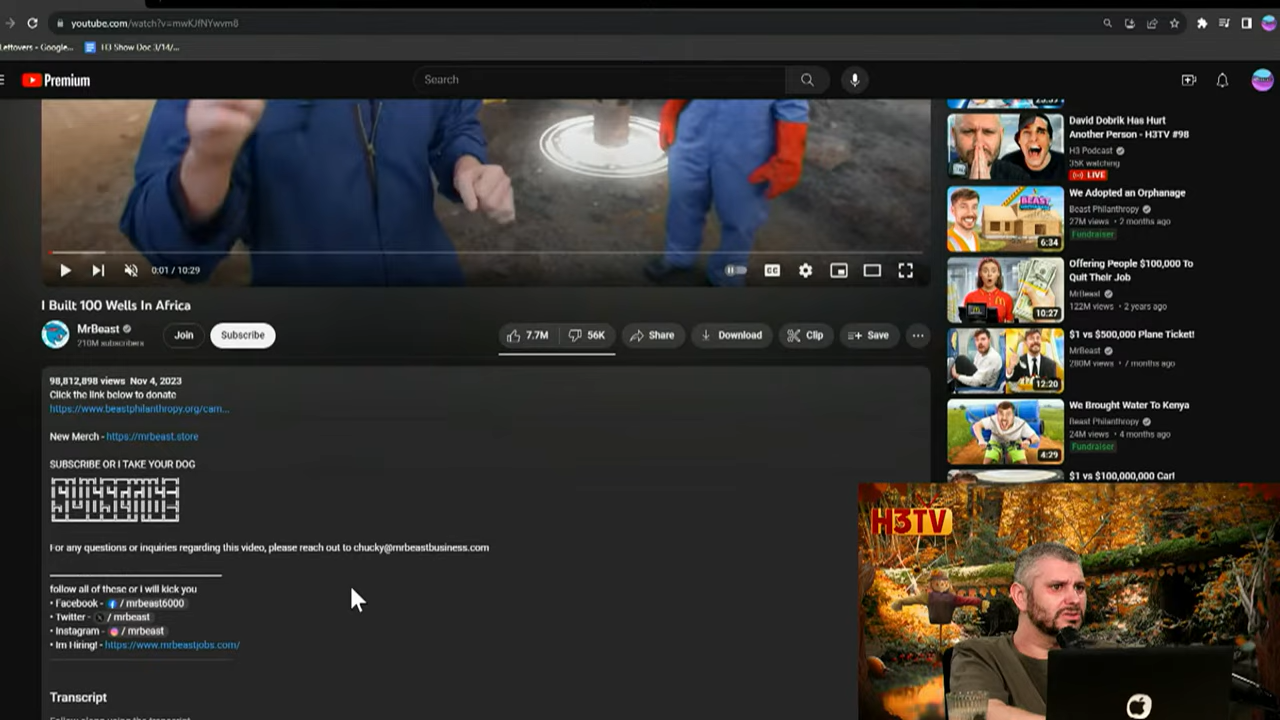 youtube.com/watch?v=mwKJfNYwvm8
Leftovers - Google...
H3 Show Doc 3/14/...
Premium
Search
0:01 / 10:29
CC
I Built 100 Wells In Africa
MrBeast
210M subscribers
Join
Subscribe
7.7M
56K
Share
Download
Clip
Save
98,812,898 views Nov 4, 2023
Click the link below to donate
https://www.beastphilanthropy.org/cam...
New Merch - https://mrbeast.store
SUBSCRIBE OR I TAKE YOUR DOG
For any questions or inquiries regarding this video, please reach out to chucky@mrbeastbusiness.com
follow all of these or i will kick you
• Facebook - / mrbeast6000
• Twitter - / mrbeast
• Instagram - / mrbeast
• Im Hiring! - https://www.mrbeastjobs.com/
Transcript
Follow along using the transcript.
David Dobrik Has Hurt
Another Person - H3TV #98
H3 Podcast
35K watching
LIVE
We Adopted an Orphanage
Beast Philanthropy
27M views • 2 months ago
Fundraiser
6:34
Offering People $100,000 To
Quit Their Job
MrBeast
122M views • 2 years ago
10:27
$1 vs $500,000 Plane Ticket!
MrBeast
280M views • 7 months ago
12:20
We Brought Water To Kenya
Beast Philanthropy
24M views • 4 months ago
Fundraiser
4:29
$1 vs $100,000,000 Car!
H3TV